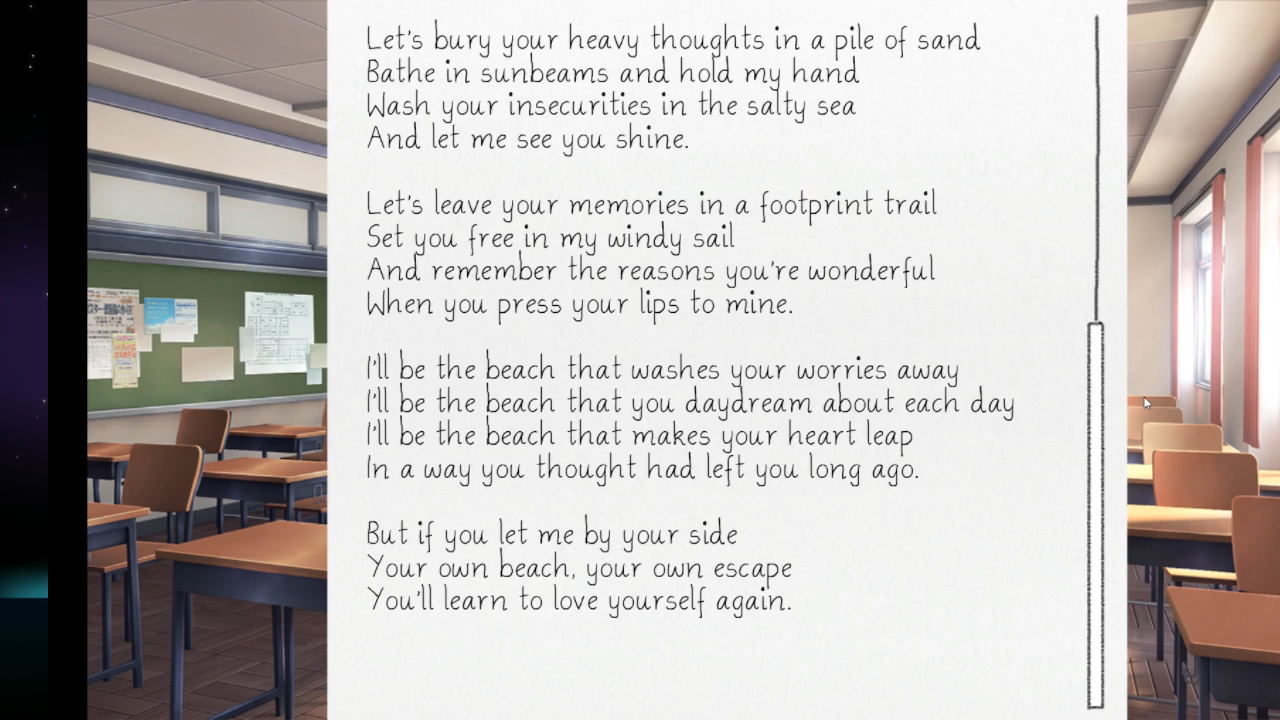 Let's bury your heavy thoughts in a pile of sand
Bathe in sunbeams and hold my hand
Wash your insecurities in the salty sea
And let me see you shine.
Let's leave your memories in a footprint trail
Set you free in my windy sail
And remember the reasons you're wonderful
When you press your lips to mine.
I'll be the beach that washes your worries away
I'll be the beach that you daydream about each day
I'll be the beach that makes your heart leap
In a way you thought had left you long ago.
But if you let me by your side
Your own beach, your own escape
You'll learn to love yourself again.